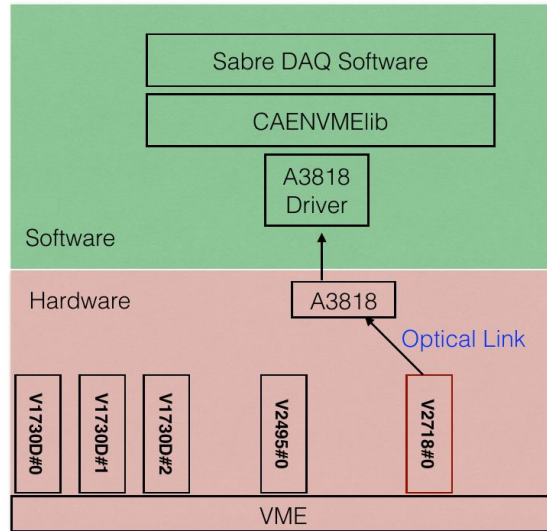 Sabre DAQ Software
CAENVMElib
A3818
Driver
Software
Hardware
A3818
Optical Link
V1730D#0
V1730D#1
V1730D#2
V2495#0
V2718#0
VME